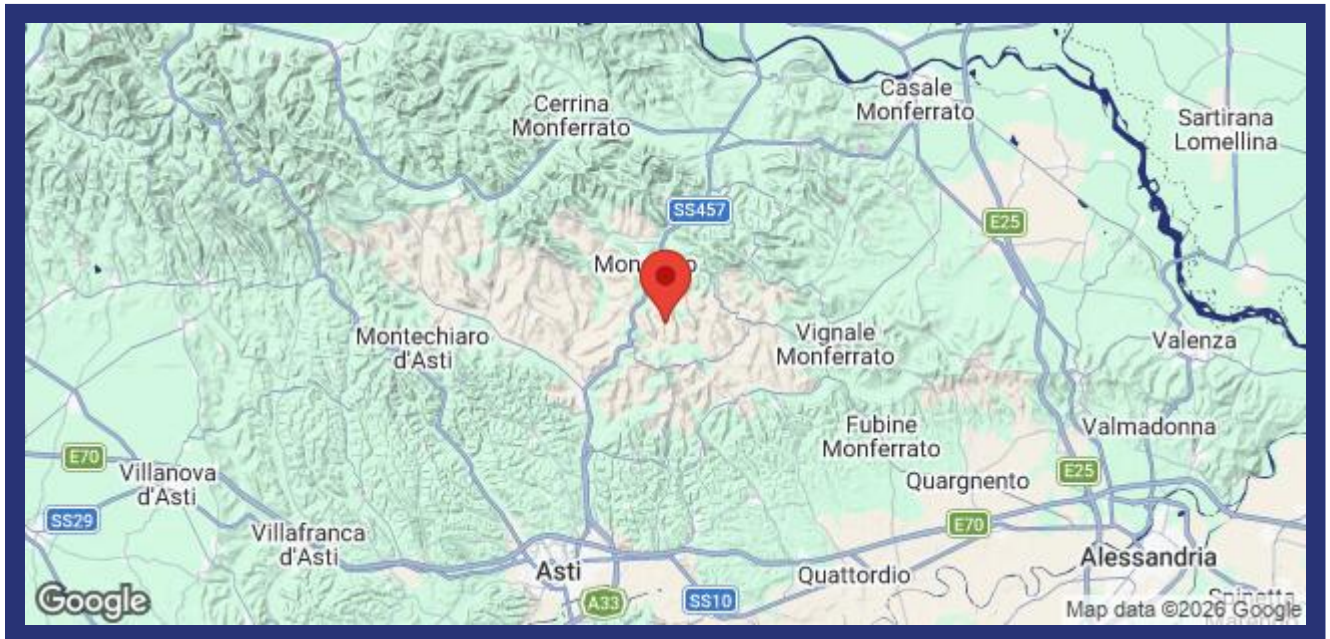 Cerrina
Monferrato
Casale
Monferrato
Sartirana
Lomellina
SS457
E25
Montechiaro
d'Asti
Vignale
Monferrato
Valenza
Fubine
Monferrato
Valmadonna
E70
Villanova
d'Asti
Quargnento
E25
SS29
Villafranca
d'Asti
E70
Asti
Quattordio
Alessandria
A33
SS10
Google
Map data ©2026 Google